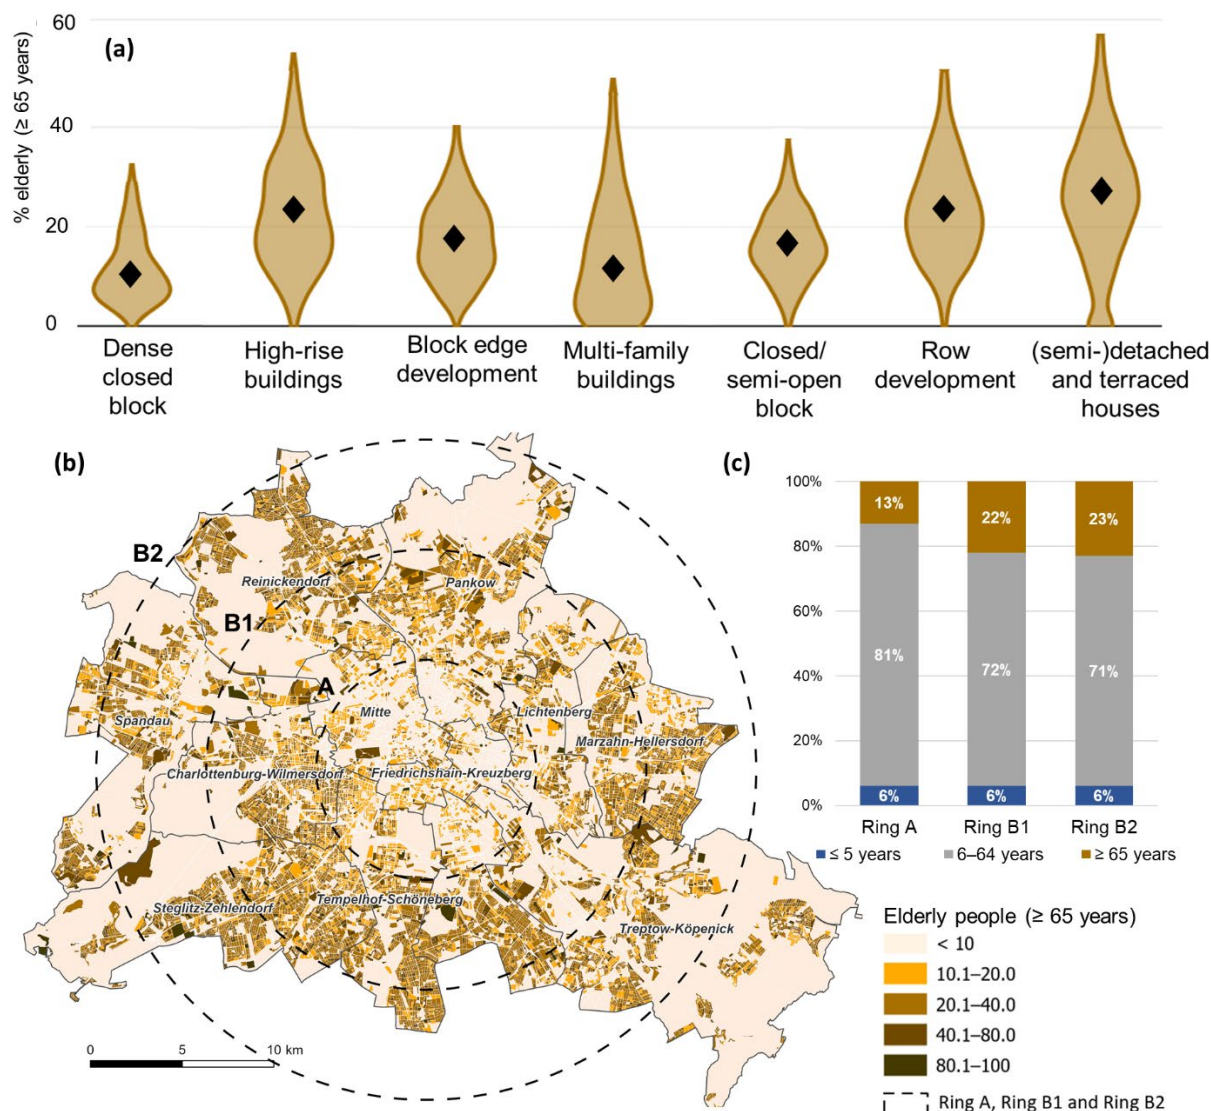 (a)
% elderly (≥ 65 years)
60
40
20
0
Dense
closed
block
High-rise
buildings
Block edge
development
Multi-family
buildings
Closed/
semi-open
block
Row
development
(semi-)detached
and terraced
houses
(b)
B2
B1
A
Reinickendorf
Pankow
Mitte
Lichtenberg
Spandau
Marzahn-Hellersdorf
Charlottenburg-Wilmersdorf
Friedrichshain-Kreuzberg
Steglitz-Zehlendorf
Tempelhof-Schöneberg
Treptow-Köpenick
0 5 10 km
(c)
100%
80%
60%
40%
20%
0%
13%
22%
23%
81%
72%
71%
6%
6%
6%
Ring A
Ring B1
Ring B2
≤ 5 years
6–64 years
≥ 65 years
Elderly people (≥ 65 years)
< 10
10.1–20.0
20.1–40.0
40.1–80.0
80.1–100
Ring A, Ring B1 and Ring B2